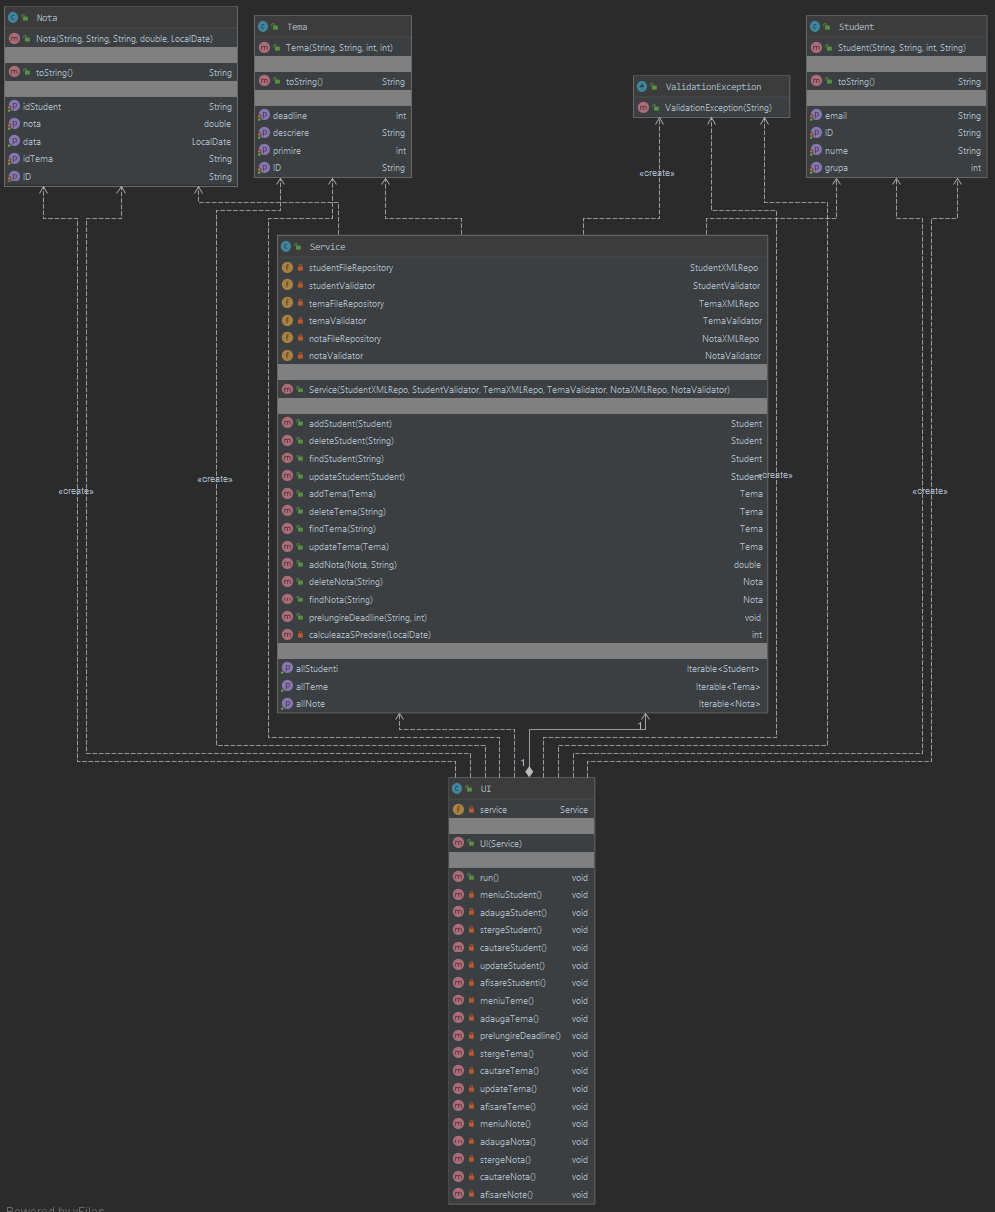 Nota
Nota(String, String, String, double, LocalDate)
toString() String
idStudent String
nota double
data LocalDate
idTema String
ID String
Tema
Tema(String, String, int, int)
toString() String
deadline int
descriere String
primire int
ID String
ValidationException
ValidationException(String)
Student
Student(String, String, int, String)
toString() String
email String
ID String
nume String
grupa int
«create»
Service
studentFileRepository StudentXMLRepo
studentValidator StudentValidator
temaFileRepository TemaXMLRepo
temaValidator TemaValidator
notaFileRepository NotaXMLRepo
notaValidator NotaValidator
Service(StudentXMLRepo, StudentValidator, TemaXMLRepo, TemaValidator, NotaXMLRepo, NotaValidator)
addStudent(Student) Student
deleteStudent(String) Student
findStudent(String) Student
updateStudent(Student) Student
addTema(Tema) Tema
deleteTema(String) Tema
findTema(String) Tema
updateTema(Tema) Tema
addNota(Nota, String) double
deleteNota(String) Nota
findNota(String) Nota
prelungireDeadline(String, int) void
calculeazaSPredare(LocalDate) int
allStudenti Iterable<Student>
allTeme Iterable<Tema>
allNote Iterable<Nota>
«create»
«create»
«create»
«create»
1
1
UI
service Service
UI(Service)
run() void
meniuStudent() void
adaugaStudent() void
stergeStudent() void
cautareStudent() void
updateStudent() void
afisareStudenti() void
meniuTeme() void
adaugaTema() void
prelungireDeadline() void
stergeTema() void
cautareTema() void
updateTema() void
afisareTeme() void
meniuNote() void
adaugaNota() void
stergeNota() void
cautareNota() void
afisareNote() void
Powered by yFiles